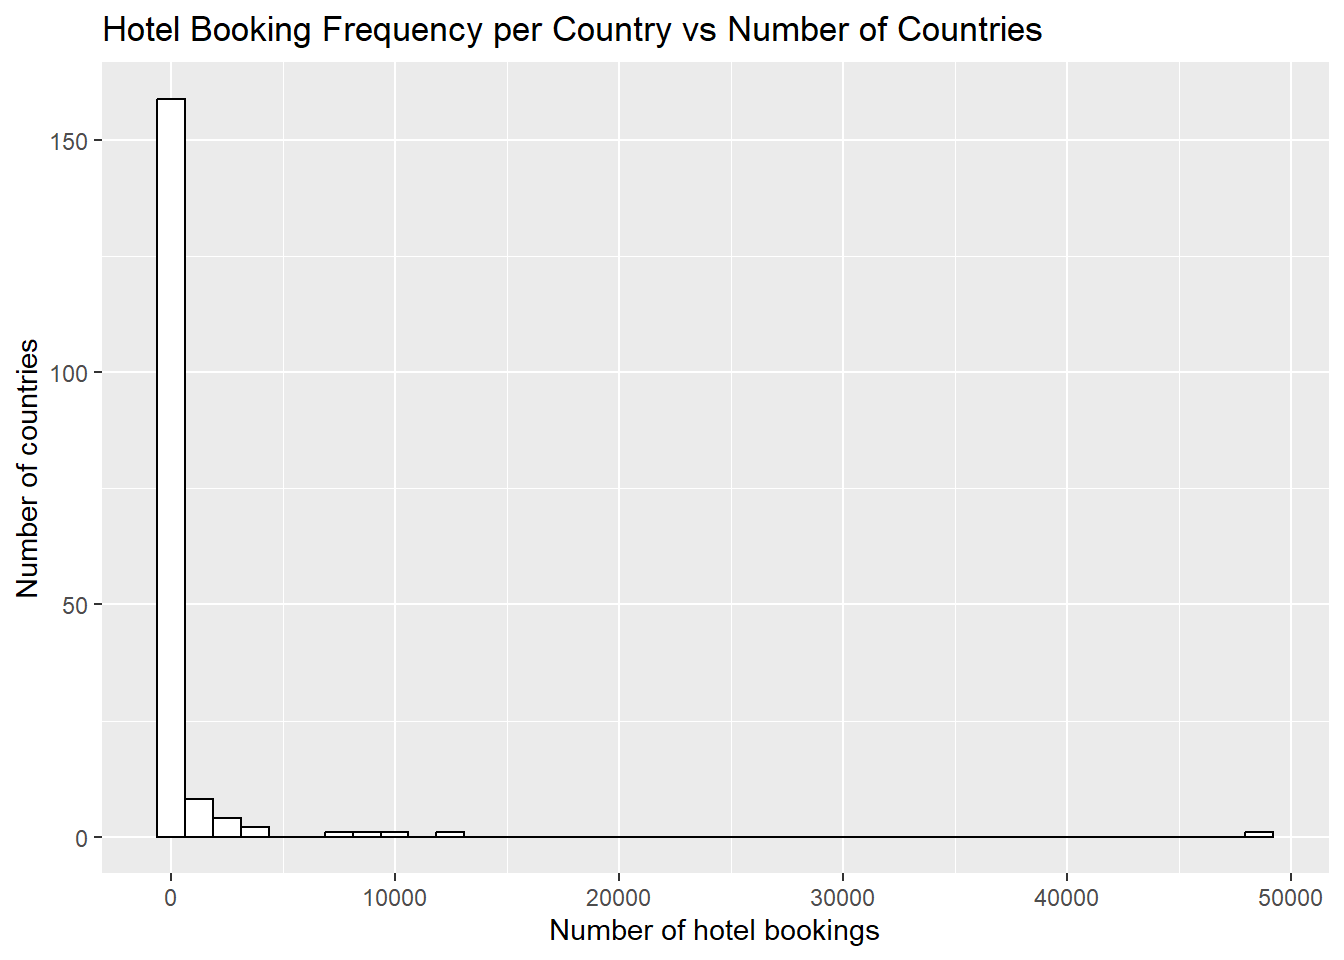 Hotel Booking Frequency per Country vs Number of Countries
Number of countries
150
100
50
0
0 10000 20000 30000 40000 50000
Number of hotel bookings